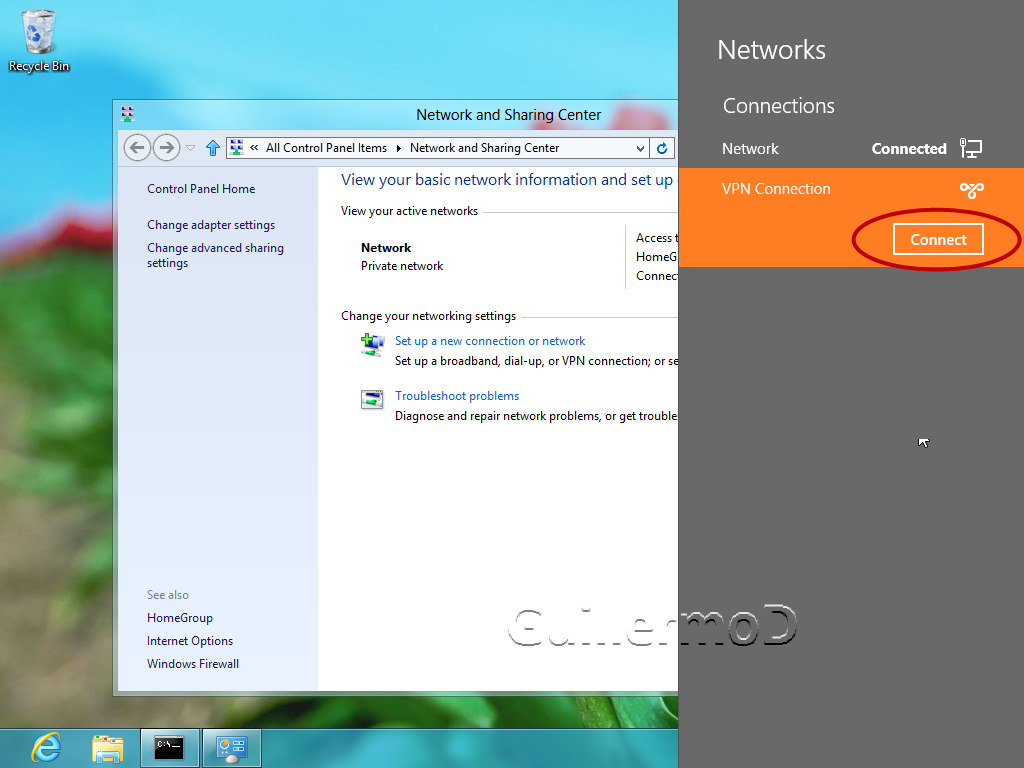 Recycle Bin
Network and Sharing Center
« All Control Panel Items Network and Sharing Center
Control Panel Home
Change adapter settings
Change advanced sharing
settings
See also
HomeGroup
Internet Options
Windows Firewall
View your basic network information and set up
View your active networks
Network
Private network
Access t
HomeG
Connec
Change your networking settings
Set up a new connection or network
Set up a broadband, dial-up, or VPN connection; or se
Troubleshoot problems
Diagnose and repair network problems, or get trouble
Networks
Connections
Network Connected
VPN Connection
Connect
GuillermoD
C:\_